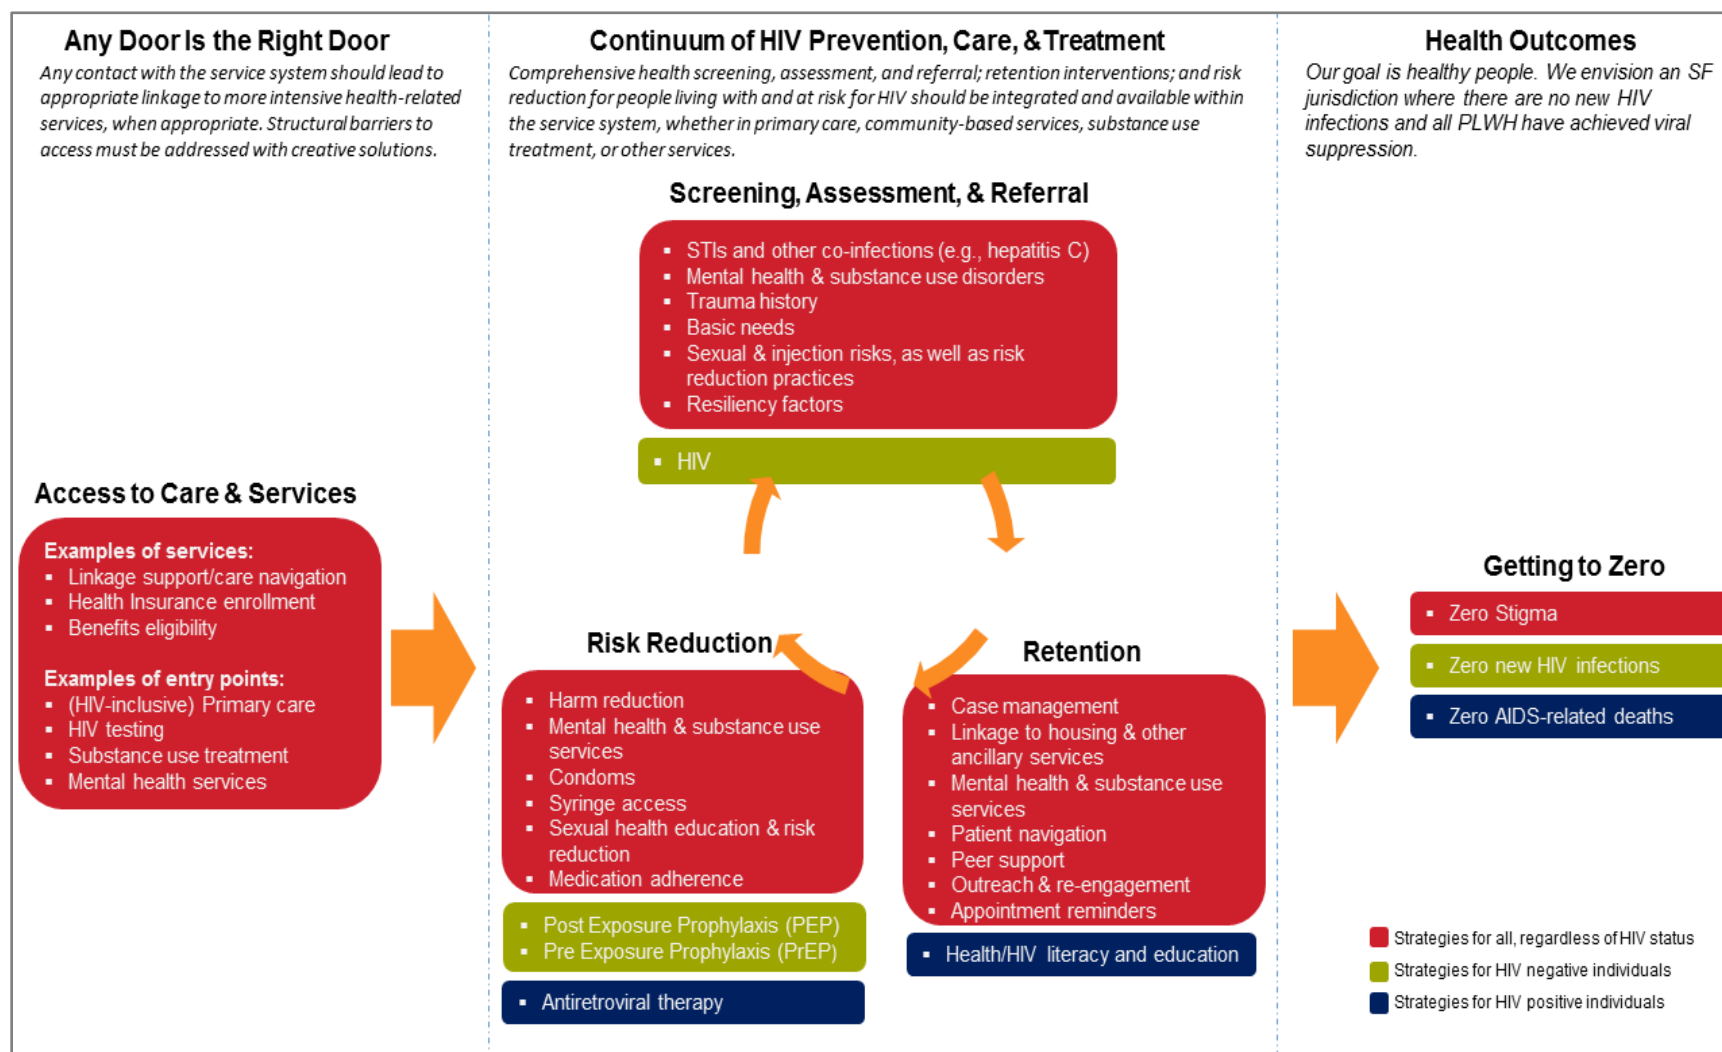 Any Door Is the Right Door
Any contact with the service system should lead to
appropriate linkage to more intensive health-related
services, when appropriate. Structural barriers to
access must be addressed with creative solutions.
Access to Care & Services
Examples of services:
▪ Linkage support/care navigation
▪ Health Insurance enrollment
▪ Benefits eligibility
Examples of entry points:
▪ (HIV-inclusive) Primary care
▪ HIV testing
▪ Substance use treatment
▪ Mental health services
Continuum of HIV Prevention, Care, & Treatment
Comprehensive health screening, assessment, and referral; retention interventions; and risk
reduction for people living with and at risk for HIV should be integrated and available within
the service system, whether in primary care, community-based services, substance use
treatment, or other services.
Screening, Assessment, & Referral
▪ STIs and other co-infections (e.g., hepatitis C)
▪ Mental health & substance use disorders
▪ Trauma history
▪ Basic needs
▪ Sexual & injection risks, as well as risk
reduction practices
▪ Resiliency factors
▪ HIV
Risk Reduction
▪ Harm reduction
▪ Mental health & substance use
services
▪ Condoms
▪ Syringe access
▪ Sexual health education & risk
reduction
▪ Medication adherence
▪ Post Exposure Prophylaxis (PEP)
▪ Pre Exposure Prophylaxis (PrEP)
▪ Antiretroviral therapy
Retention
▪ Case management
▪ Linkage to housing & other
ancillary services
▪ Mental health & substance use
services
▪ Patient navigation
▪ Peer support
▪ Outreach & re-engagement
▪ Appointment reminders
▪ Health/HIV literacy and education
Health Outcomes
Our goal is healthy people. We envision an SF
jurisdiction where there are no new HIV
infections and all PLWH have achieved viral
suppression.
Getting to Zero
▪ Zero Stigma
▪ Zero new HIV infections
▪ Zero AIDS-related deaths
Strategies for all, regardless of HIV status
Strategies for HIV negative individuals
Strategies for HIV positive individuals